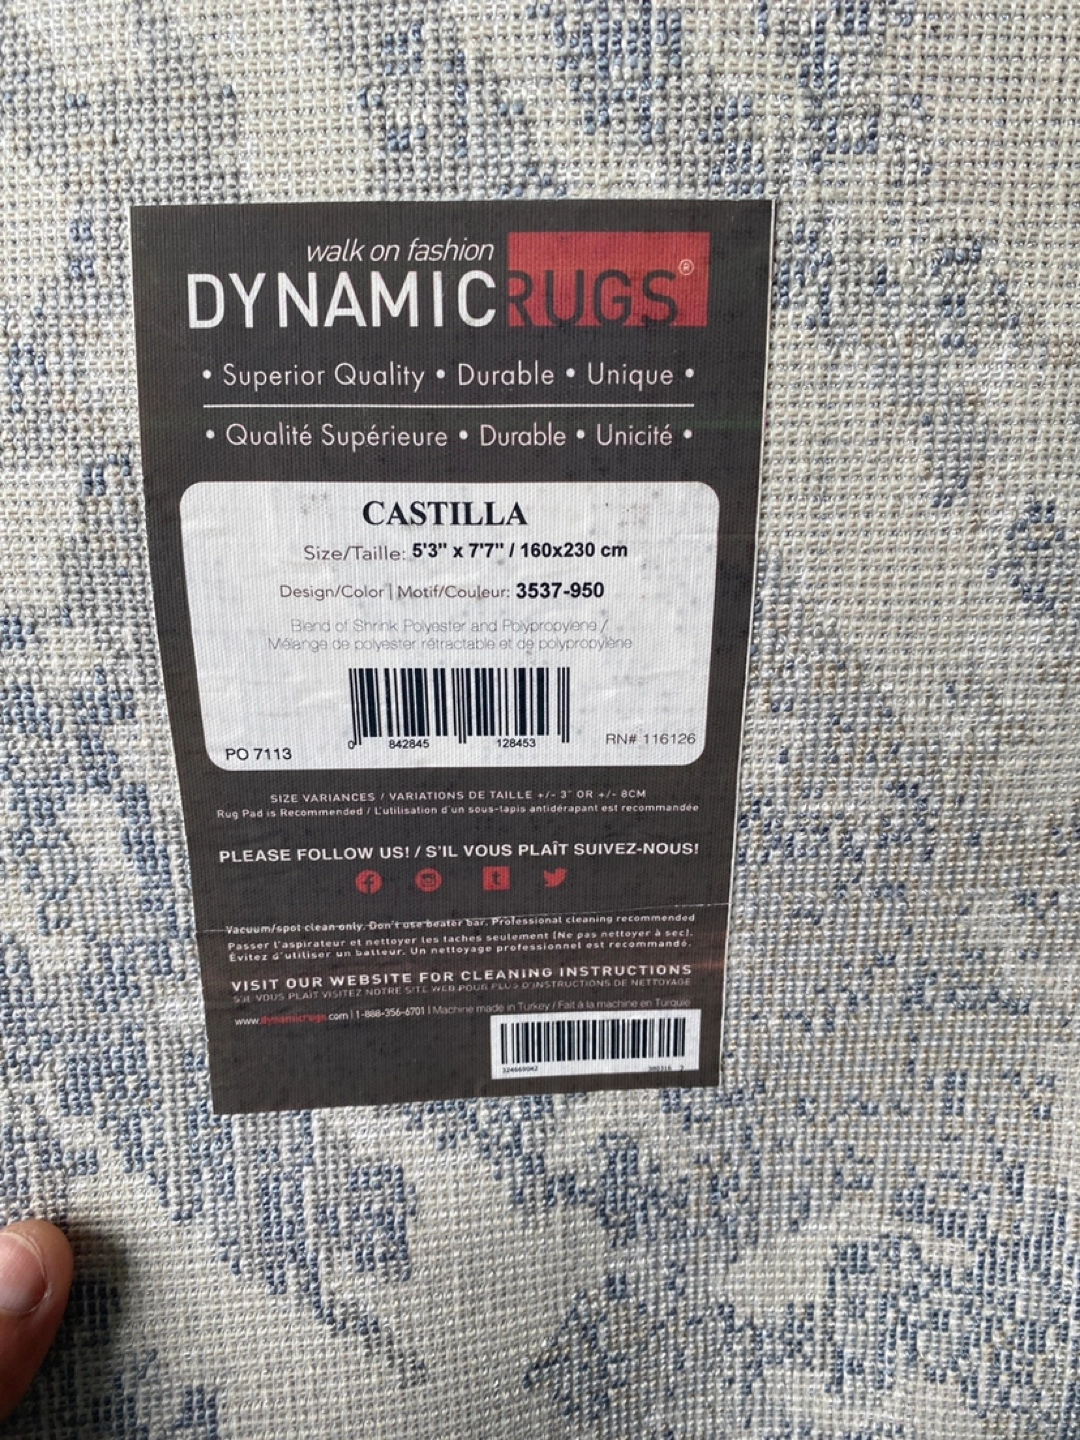 walk on fashion
DYNAMIC RUGS®
• Superior Quality • Durable • Unique •
• Qualité Supérieure • Durable • Unicité •
CASTILLA
Size/Taille: 5'3" x 7'7" / 160x230 cm
Design/Color | Motif/Couleur: 3537-950
Blend of Shrink Polyester and Polypropylene /
Mélange de polyester rétractable et de polypropylène
0 842845 128453
PO 7113
RN# 116126
SIZE VARIANCES / VARIATIONS DE TAILLE +/- 3" OR +/- 8CM
Rug Pad is Recommended / L'utilisation d'un sous-tapis antidérapant est recommandée
PLEASE FOLLOW US! / S'IL VOUS PLAÎT SUIVEZ-NOUS!
Vacuum/spot clean only. Don't use beater bar. Professional cleaning recommended
Passer l'aspirateur et nettoyer les taches seulement (Ne pas nettoyer à sec).
Évitez d'utiliser un batteur. Un nettoyage professionnel est recommandé.
VISIT OUR WEBSITE FOR CLEANING INSTRUCTIONS
S'IL VOUS PLAÎT VISITEZ NOTRE SITE WEB POUR PLUS D'INSTRUCTIONS DE NETTOYAGE
www.dynamicrugs.com | 1-888-356-6701 | Machine made in Turkey / Fait à la machine en Turquie